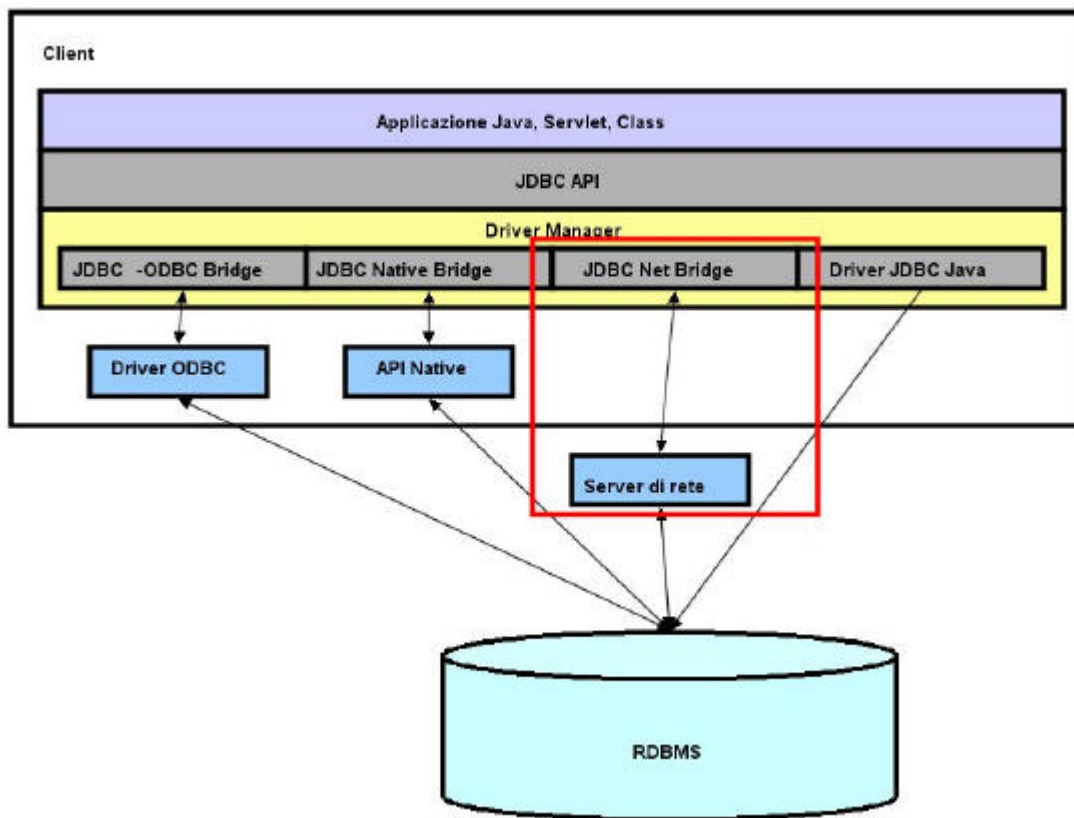 Client
Applicazione Java, Servlet, Class
JDBC API
Driver Manager
JDBC -ODBC Bridge
JDBC Native Bridge
JDBC Net Bridge
Driver JDBC Java
Driver ODBC
API Native
Server di rete
RDBMS